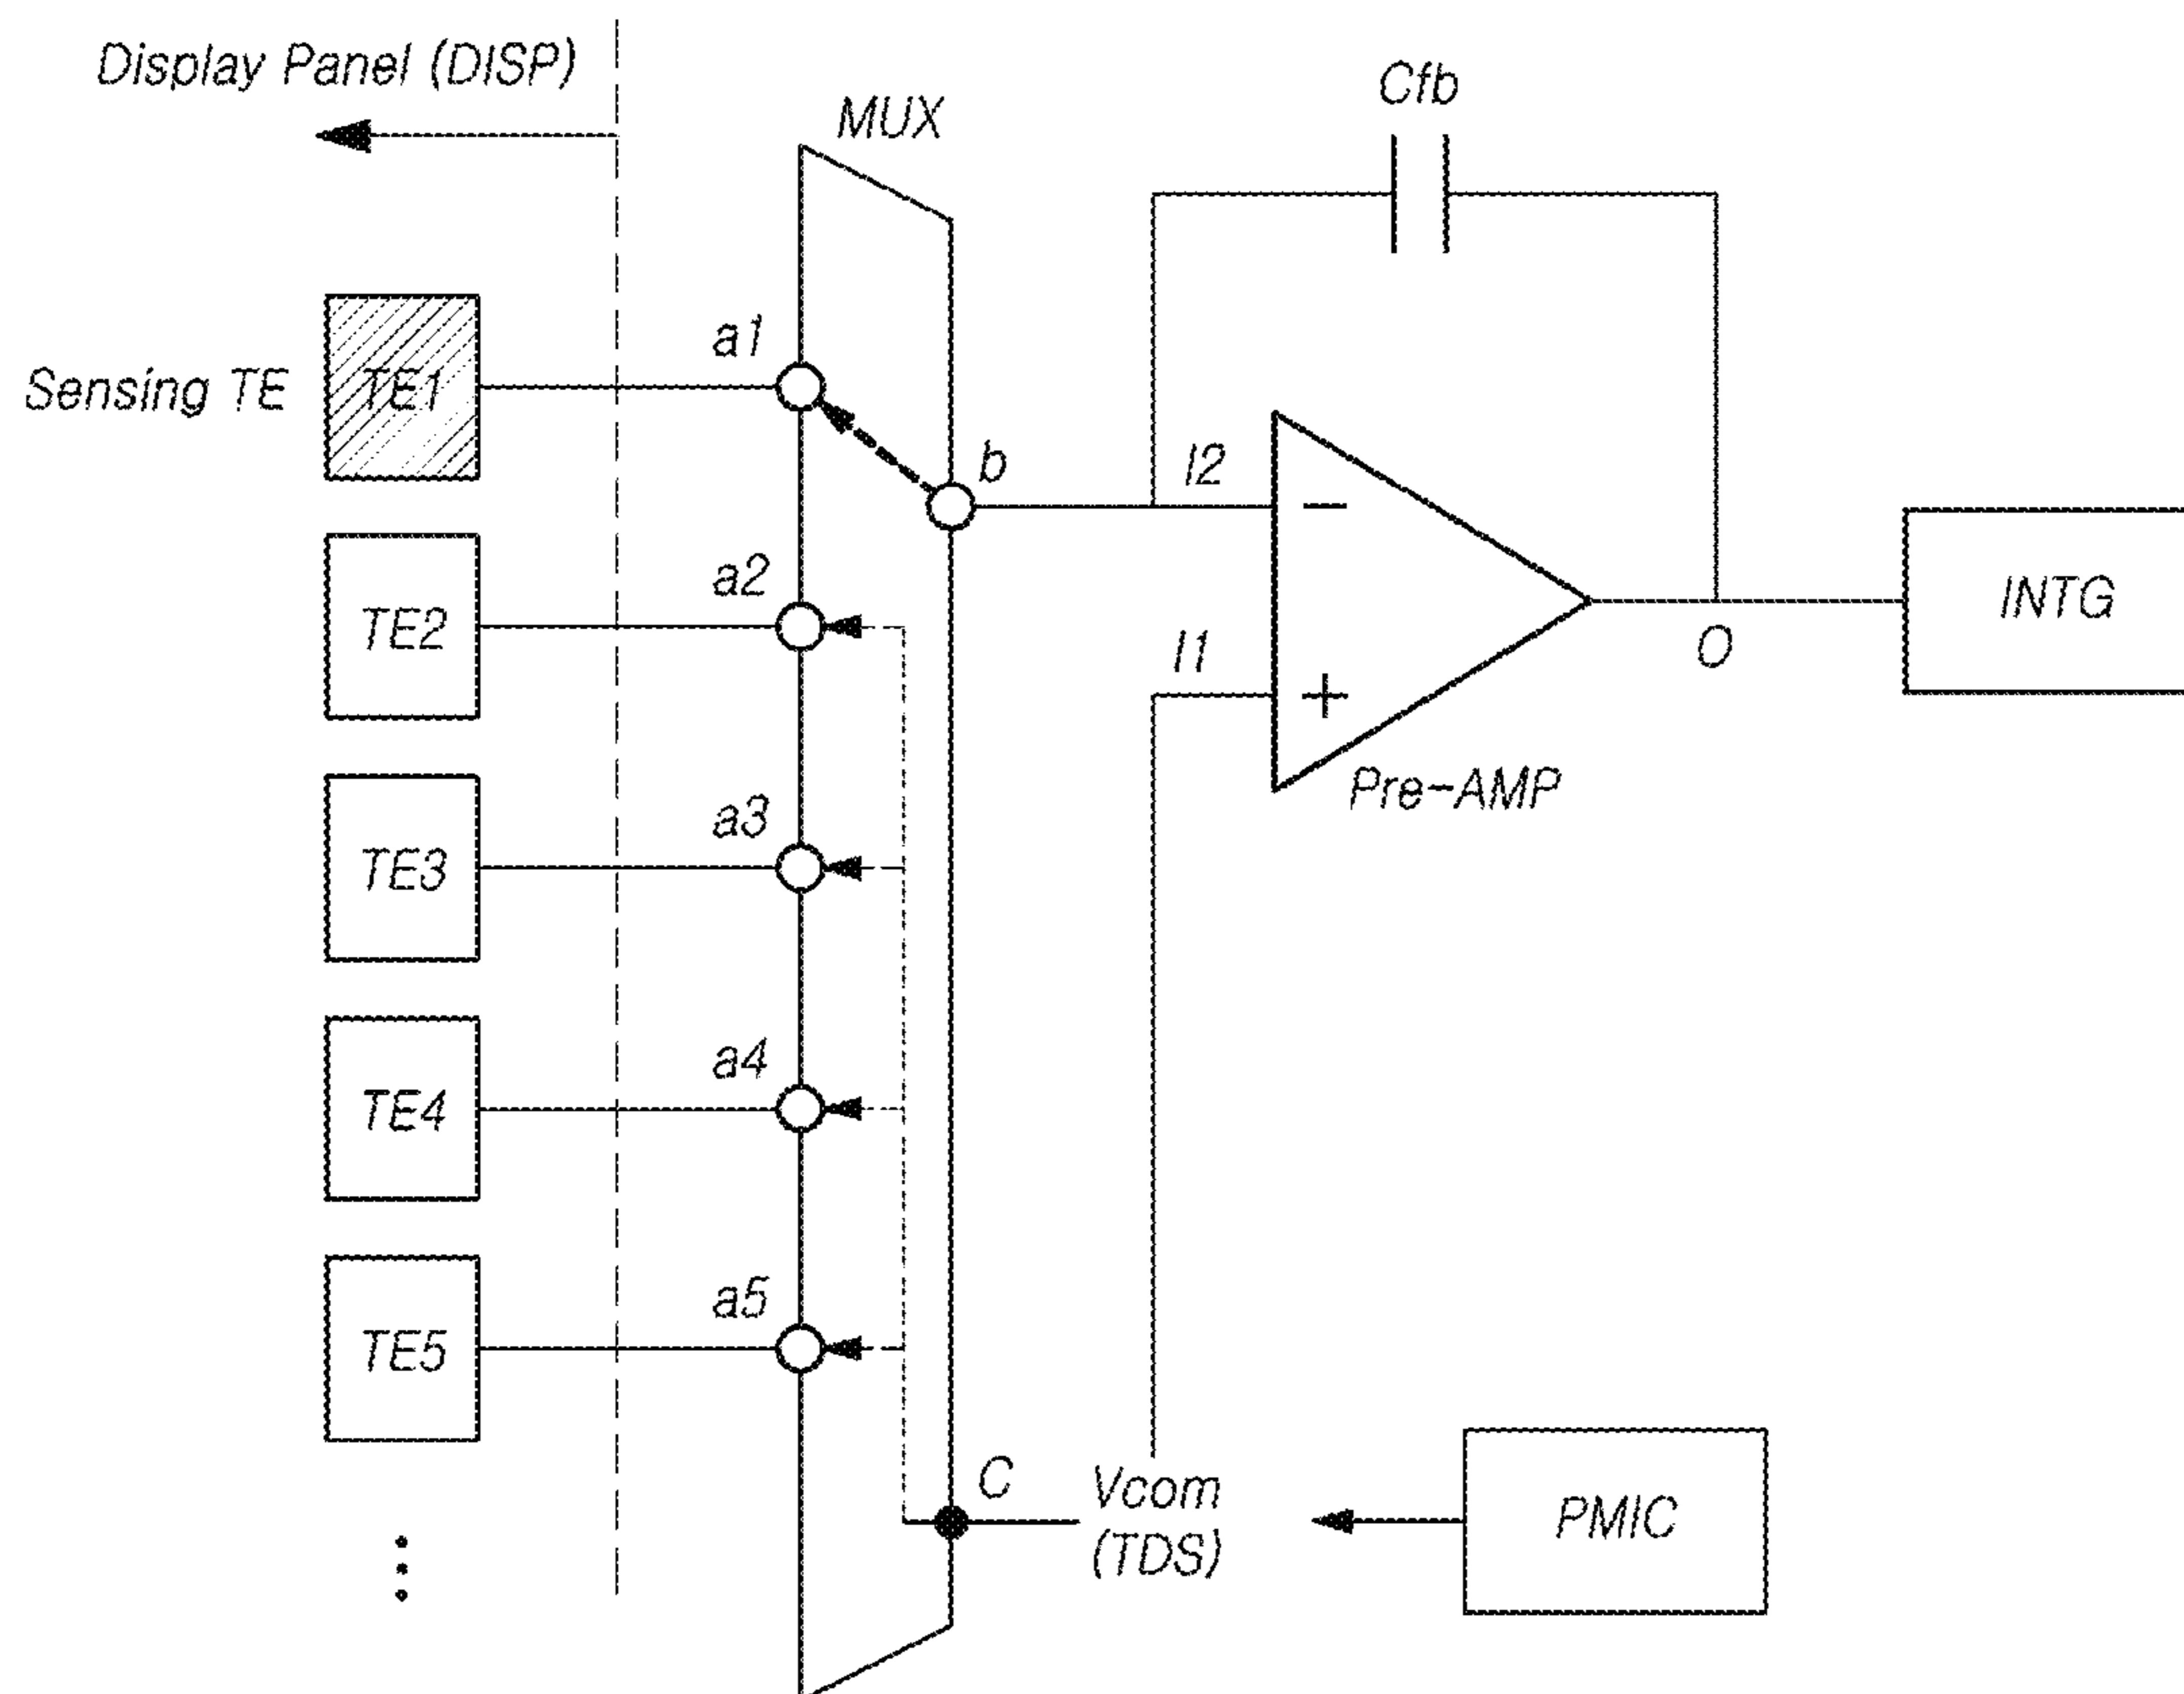 Display Panel (DISP)
MUX
Cfb
Sensing TE
TE1
a1
b
I2
−
TE2
a2
I1
+
O
INTG
Pre-AMP
TE3
a3
TE4
a4
TE5
a5
C
Vcom
(TDS)
PMIC